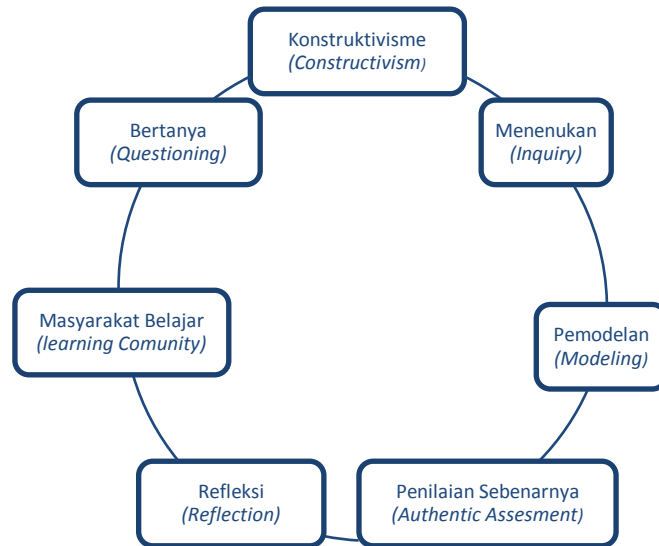 Konstruktivisme
(Constructivism)
Menenukan
(Inquiry)
Pemodelan
(Modeling)
Penilaian Sebenarnya
(Authentic Assesment)
Refleksi
(Reflection)
Masyarakat Belajar
(learning Comunity)
Bertanya
(Questioning)